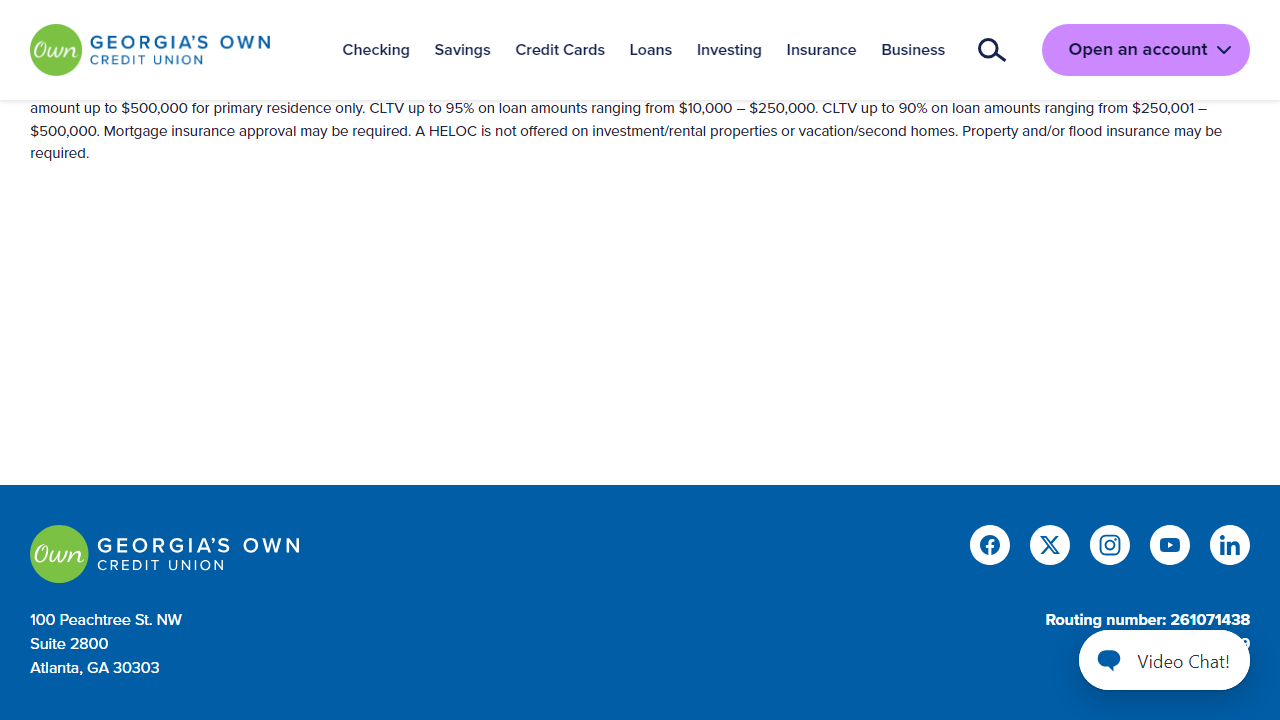 Own GEORGIA'S OWN
CREDIT UNION
Checking Savings Credit Cards Loans Investing Insurance Business
Open an account
amount up to $500,000 for primary residence only. CLTV up to 95% on loan amounts ranging from $10,000 – $250,000. CLTV up to 90% on loan amounts ranging from $250,001 –
$500,000. Mortgage insurance approval may be required. A HELOC is not offered on investment/rental properties or vacation/second homes. Property and/or flood insurance may be
required.
Own GEORGIA'S OWN
CREDIT UNION
100 Peachtree St. NW
Suite 2800
Atlanta, GA 30303
Routing number: 261071438
Video Chat!